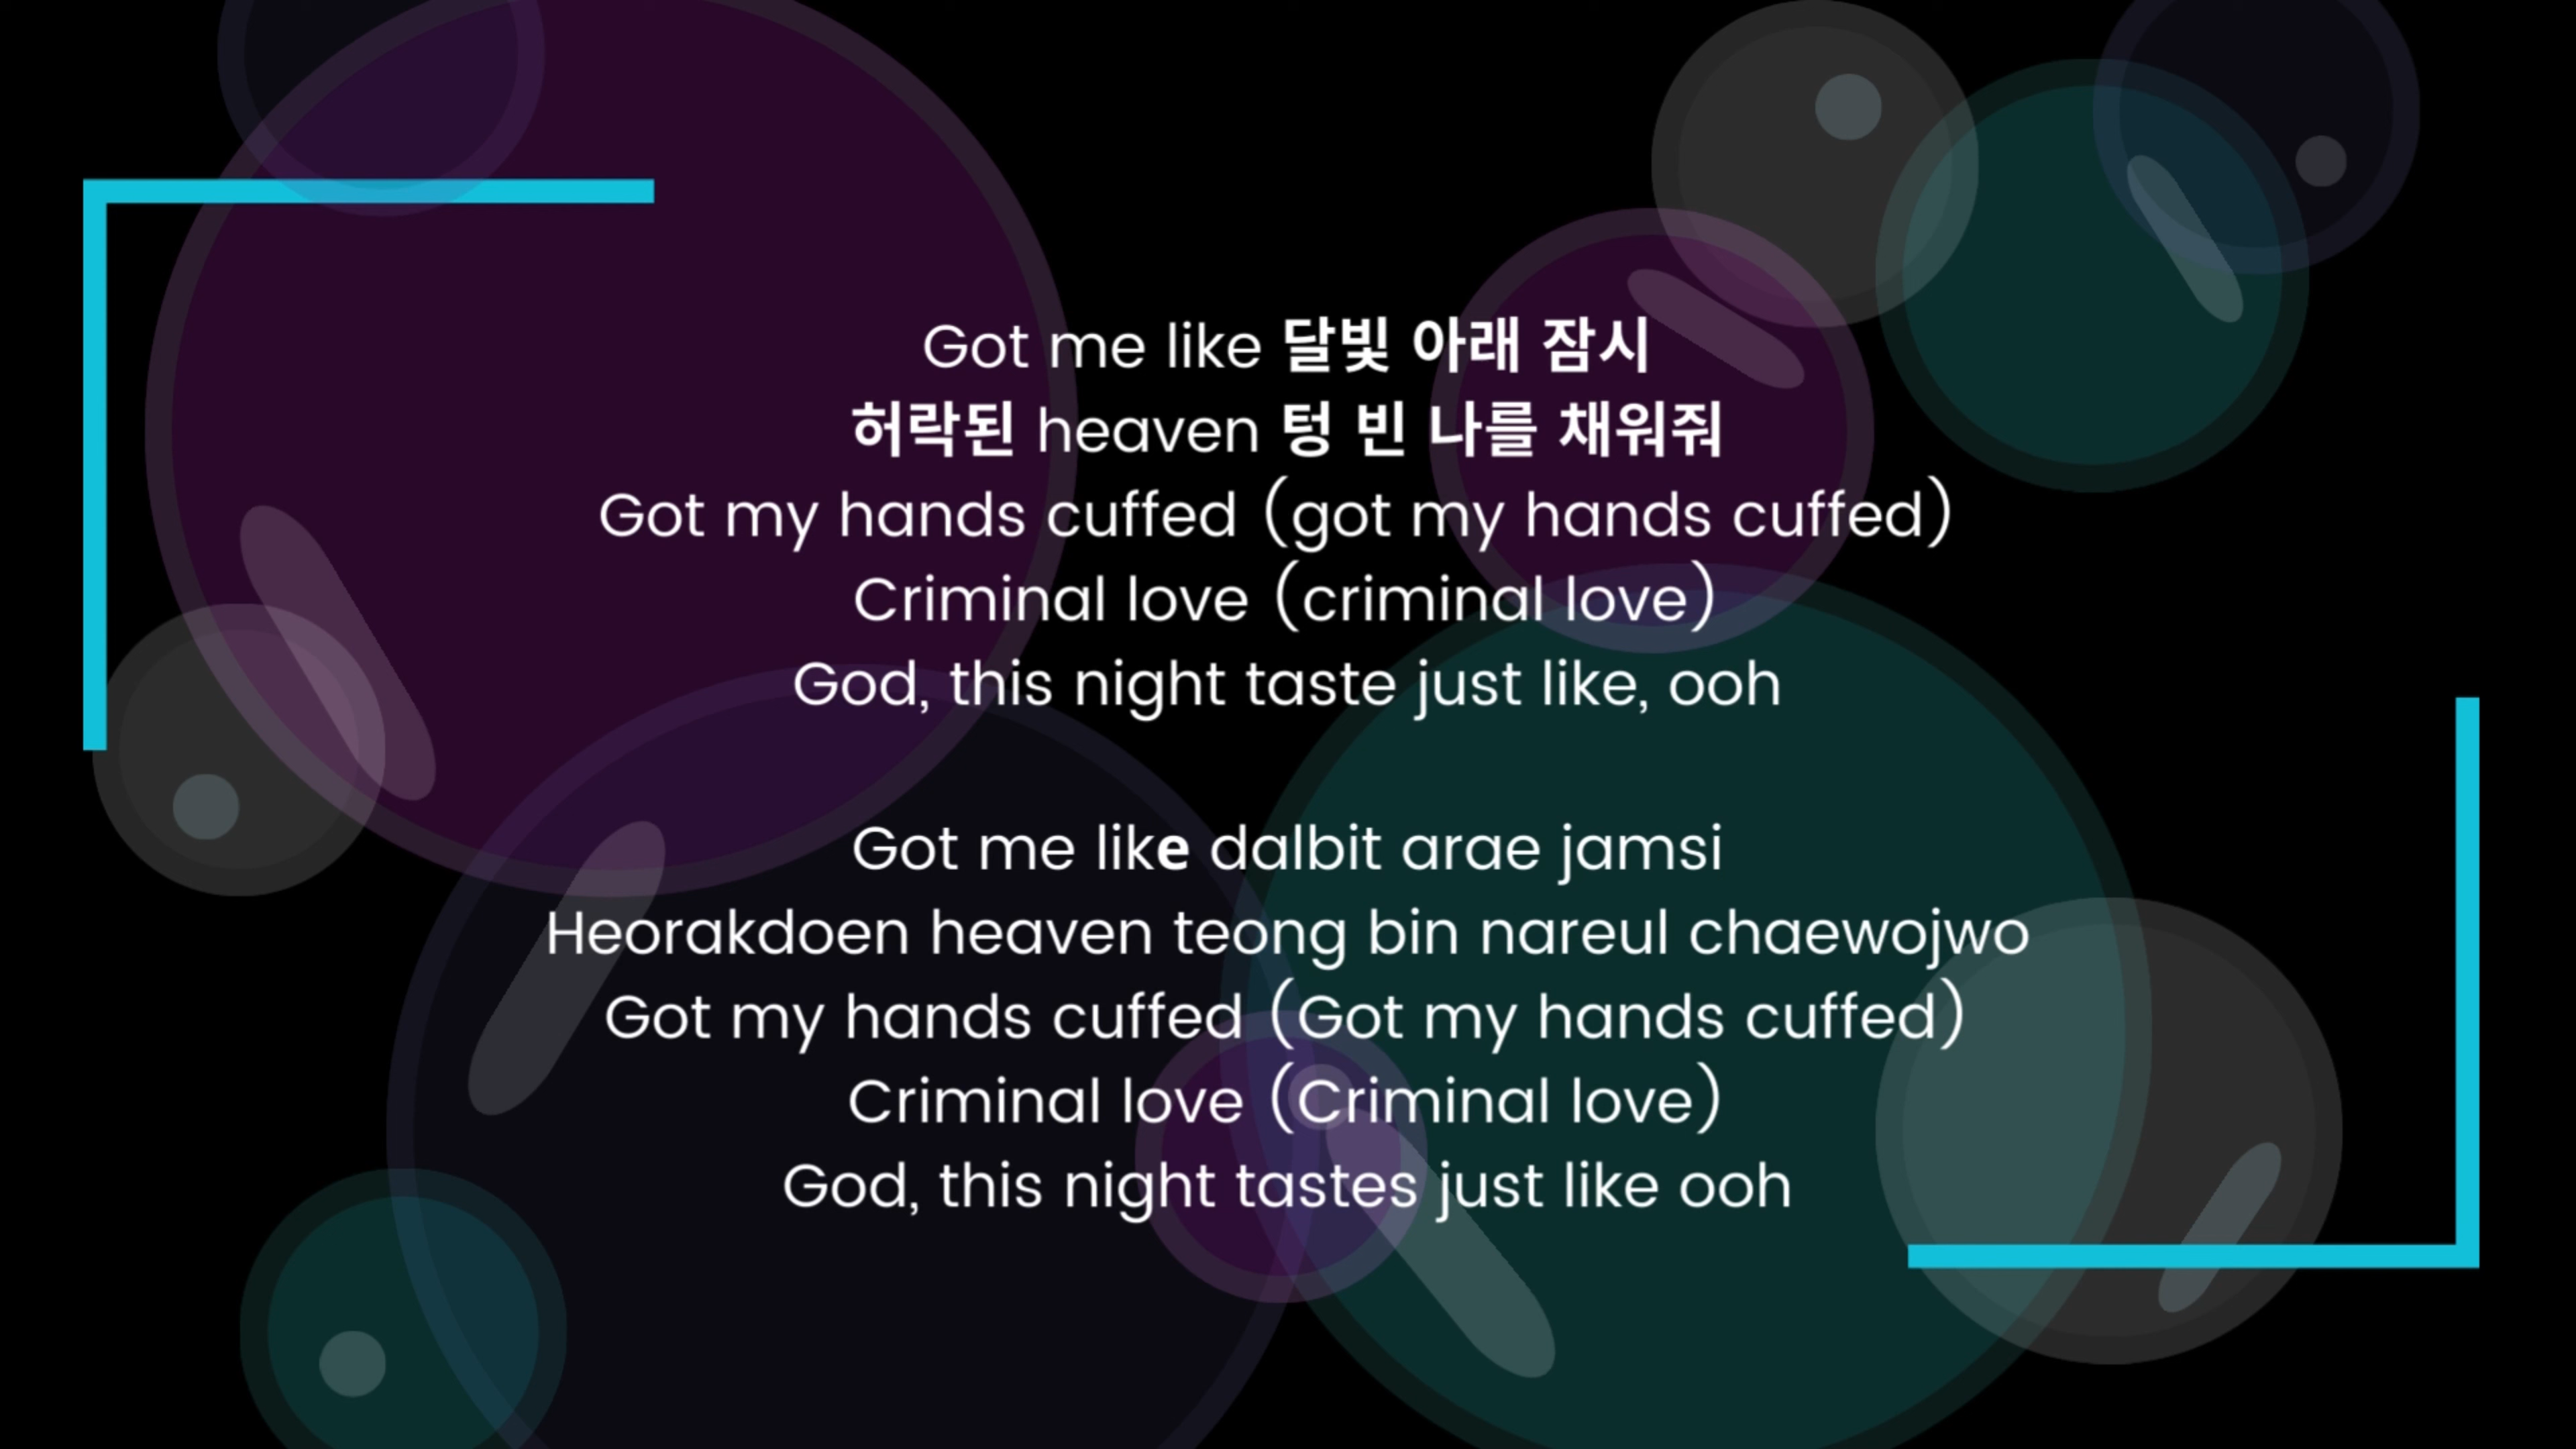 Got me like 달빛 아래 잠시
허락된 heaven 텅 빈 나를 채워줘
Got my hands cuffed (got my hands cuffed)
Criminal love (criminal love)
God, this night taste just like, ooh
Got me like dalbit arae jamsi
Heorakdoen heaven teong bin nareul chaewojwo
Got my hands cuffed (Got my hands cuffed)
Criminal love (Criminal love)
God, this night tastes just like ooh